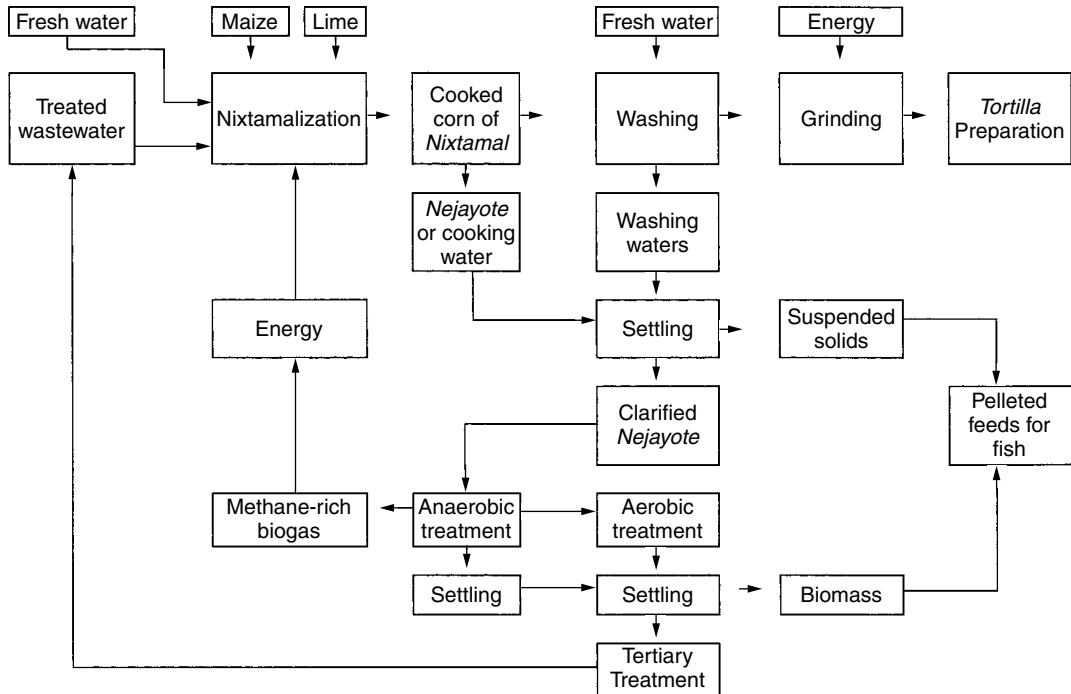 Fresh water
Maize
Lime
Fresh water
Energy
Treated
wastewater
Nixtamalization
Cooked
corn of
Nixtamal
Washing
Grinding
Tortilla
Preparation
Nejayote
or cooking
water
Washing
waters
Energy
Settling
Suspended
solids
Clarified
Nejayote
Pelleted
feeds for
fish
Methane-rich
biogas
Anaerobic
treatment
Aerobic
treatment
Settling
Settling
Biomass
Tertiary
Treatment